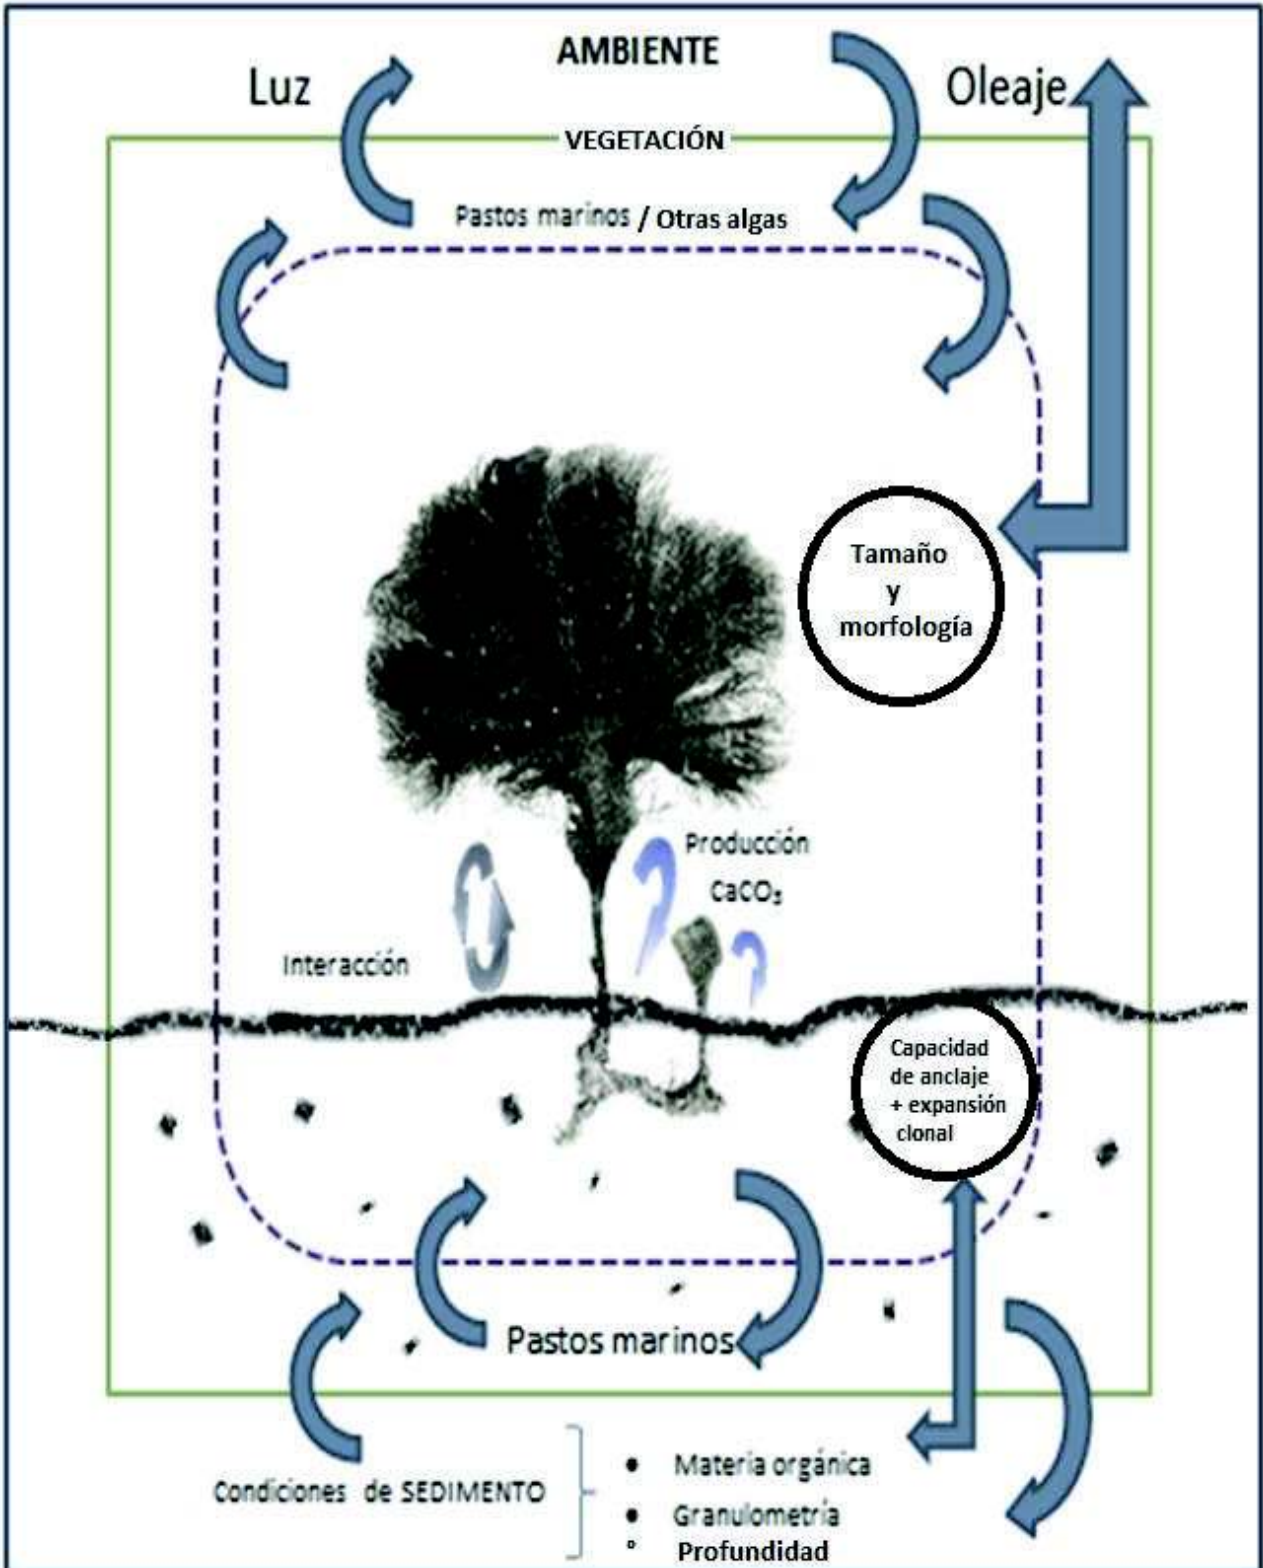 AMBIENTE
Luz
Oleaje
VEGETACIÓN
Pastos marinos / Otras algas
Tamaño
y
morfología
Producción
CaCO₃
Interacción
Capacidad
de anclaje
+ expansión
clonal
Pastos marinos
Condiciones de SEDIMENTO
• Materia orgánica
• Granulometría
° Profundidad